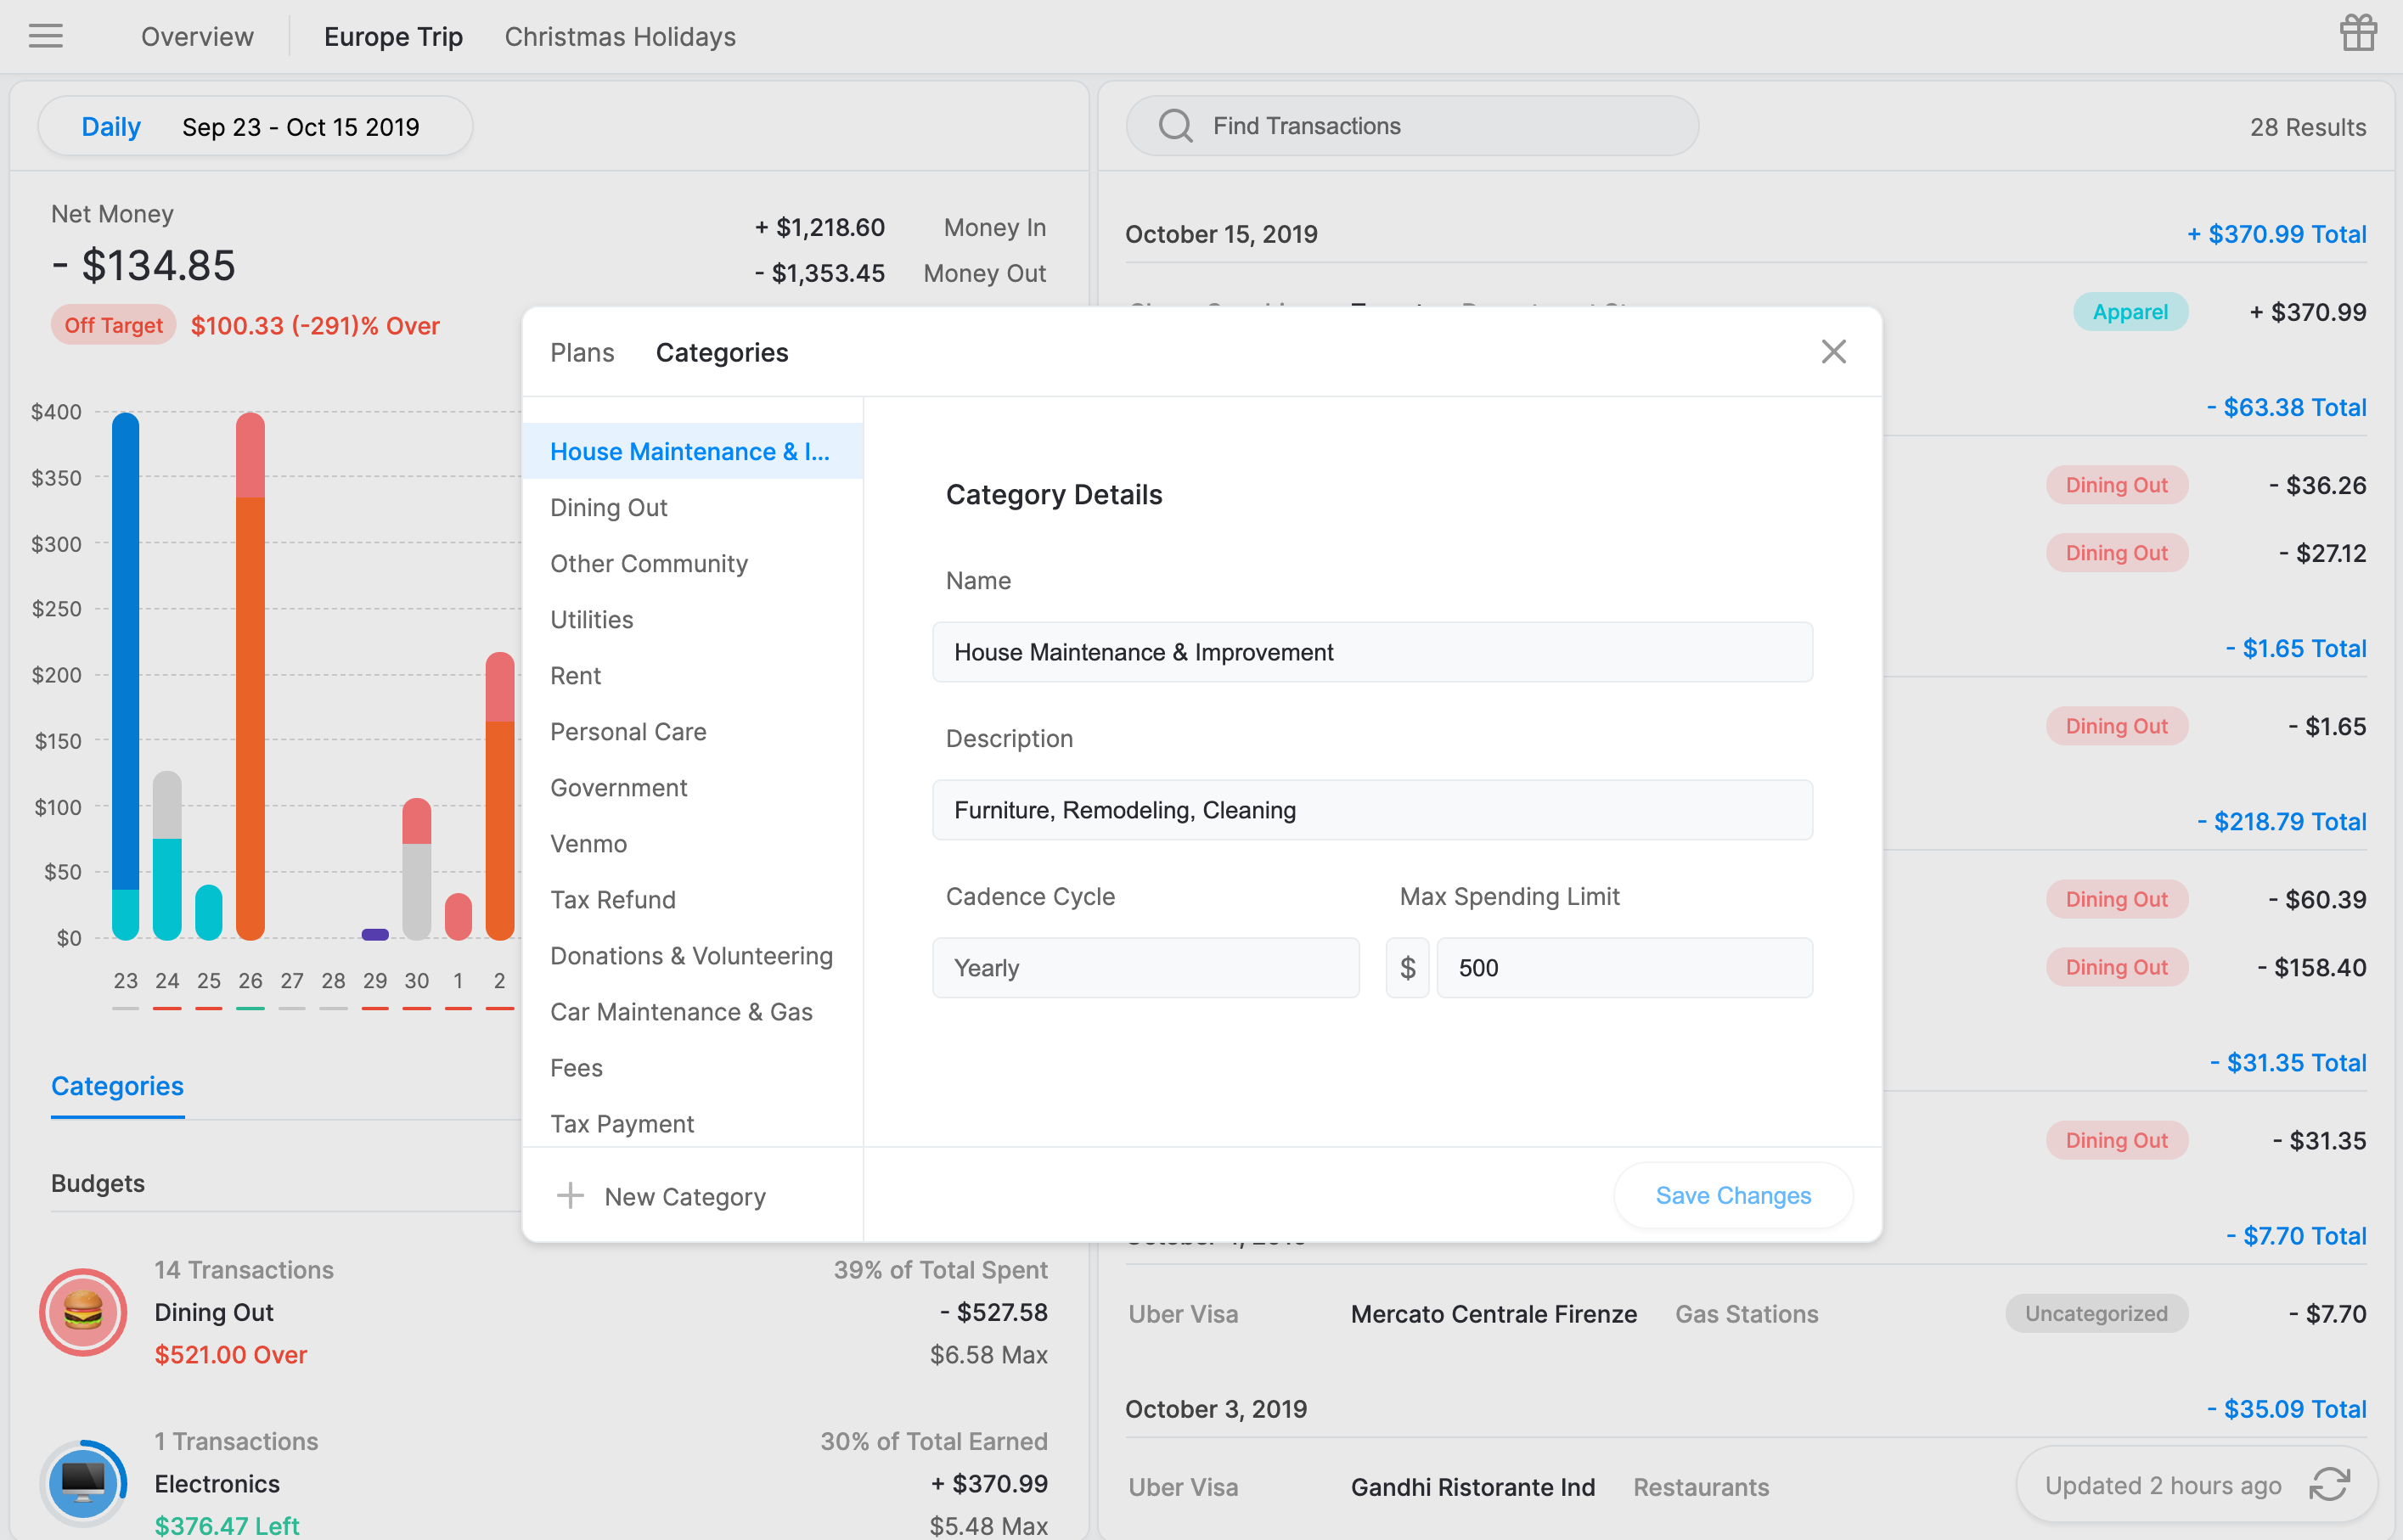 Overview
Europe Trip
Christmas Holidays
Daily
Sep 23 - Oct 15 2019
Net Money
- $134.85
+ $1,218.60 Money In
- $1,353.45 Money Out
Off Target
$100.33 (-291)% Over
$400
$350
$300
$250
$200
$150
$100
$50
$0
23 24 25 26 27 28 29 30 1 2
Categories
Budgets
14 Transactions
39% of Total Spent
Dining Out
- $527.58
$521.00 Over
$6.58 Max
1 Transactions
30% of Total Earned
Electronics
+ $370.99
$376.47 Left
$5.48 Max
Plans
Categories
House Maintenance & I...
Dining Out
Other Community
Utilities
Rent
Personal Care
Government
Venmo
Tax Refund
Donations & Volunteering
Car Maintenance & Gas
Fees
Tax Payment
New Category
Category Details
Name
House Maintenance & Improvement
Description
Furniture, Remodeling, Cleaning
Cadence Cycle
Yearly
Max Spending Limit
$ 500
Save Changes
Find Transactions
28 Results
October 15, 2019
+ $370.99 Total
Apparel
+ $370.99
- $63.38 Total
Dining Out
- $36.26
Dining Out
- $27.12
- $1.65 Total
Dining Out
- $1.65
- $218.79 Total
Dining Out
- $60.39
Dining Out
- $158.40
- $31.35 Total
Dining Out
- $31.35
- $7.70 Total
Uber Visa
Mercato Centrale Firenze
Gas Stations
Uncategorized
- $7.70
October 3, 2019
- $35.09 Total
Uber Visa
Gandhi Ristorante Ind
Restaurants
Updated 2 hours ago